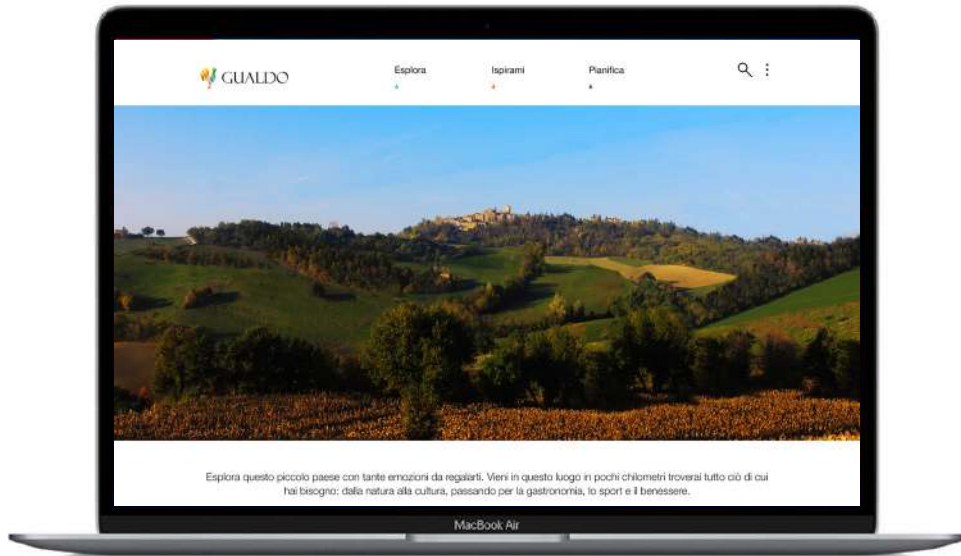 GUALDO
Esplora
Ispirami
Pianifica
Esplora questo piccolo paese con tante emozioni da regalarti. Vieni in questo luogo in pochi chilometri troverai tutto ciò di cui
hai bisogno: dalla natura alla cultura, passando per la gastronomia, lo sport e il benessere.
MacBook Air